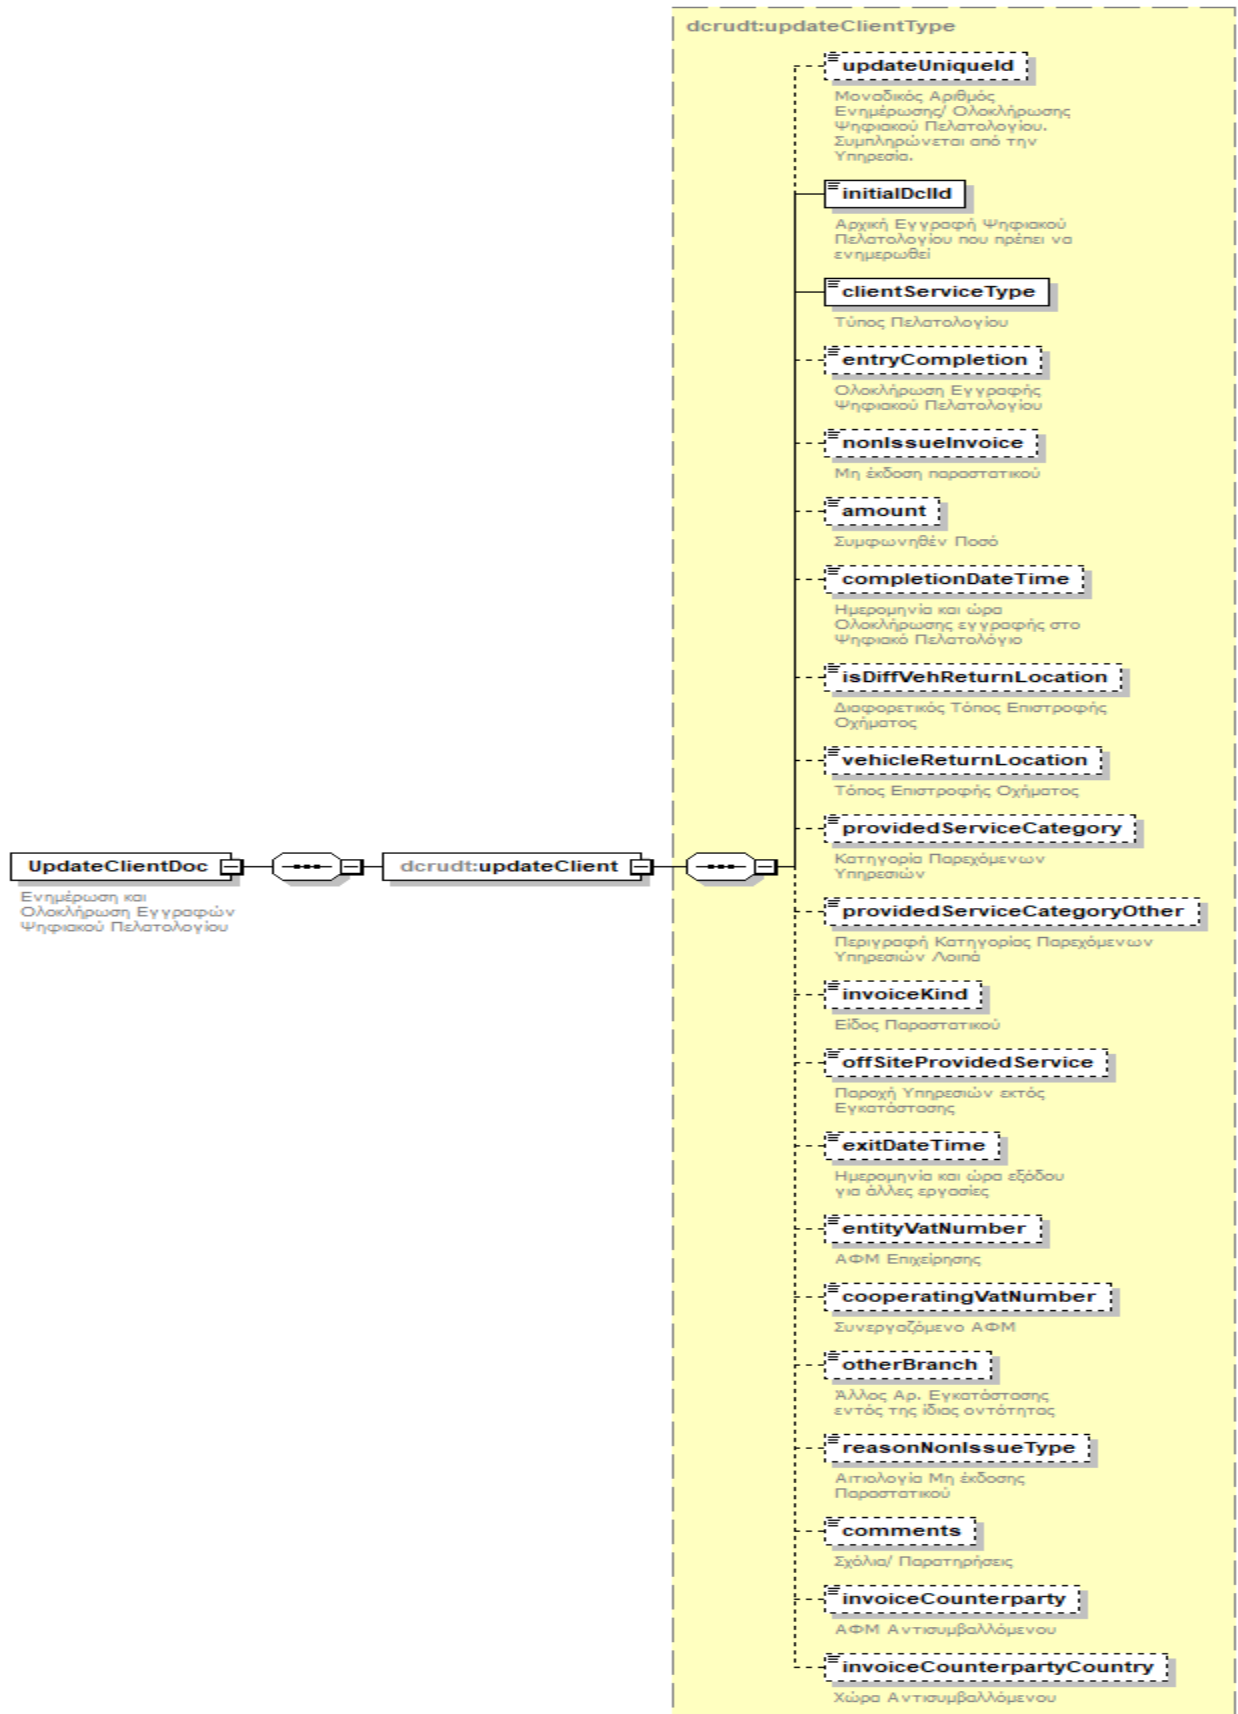 dcrudt:updateClientType
updateUniqueId
Μοναδικός Αριθμός
Ενημέρωσης/ Ολοκλήρωσης
Ψηφιακού Πελατολογίου.
Συμπληρώνεται από την
Υπηρεσία.
initialDclId
Αρχική Εγγραφή Ψηφιακού
Πελατολογίου που πρέπει να
ενημερωθεί
clientServiceType
Τύπος Πελατολογίου
entryCompletion
Ολοκλήρωση Εγγραφής
Ψηφιακού Πελατολογίου
nonIssueInvoice
Μη έκδοση παραστατικού
amount
Συμφωνηθέν Ποσό
completionDateTime
Ημερομηνία και ώρα
Ολοκλήρωσης εγγραφής στο
Ψηφιακό Πελατολόγιο
isDiffVehReturnLocation
Διαφορετικός Τόπος Επιστροφής
Οχήματος
vehicleReturnLocation
Τόπος Επιστροφής Οχήματος
providedServiceCategory
Κατηγορία Παρεχόμενων
Υπηρεσιών
UpdateClientDoc
Ενημέρωση και
Ολοκλήρωση Εγγραφών
Ψηφιακού Πελατολογίου
dcrudt:updateClient
providedServiceCategoryOther
Περιγραφή Κατηγορίας Παρεχόμενων
Υπηρεσιών Λοιπά
invoiceKind
Είδος Παραστατικού
offSiteProvidedService
Παροχή Υπηρεσιών εκτός
Εγκατάστασης
exitDateTime
Ημερομηνία και ώρα εξόδου
για άλλες εργασίες
entityVatNumber
ΑΦΜ Επιχείρησης
cooperatingVatNumber
Συνεργαζόμενο ΑΦΜ
otherBranch
Άλλος Αρ. Εγκατάστασης
εντός της ίδιας οντότητας
reasonNonIssueType
Αιτιολογία Μη έκδοσης
Παραστατικού
comments
Σχόλια/ Παρατηρήσεις
invoiceCounterparty
ΑΦΜ Αντισυμβαλλόμενου
invoiceCounterpartyCountry
Χώρα Αντισυμβαλλόμενου